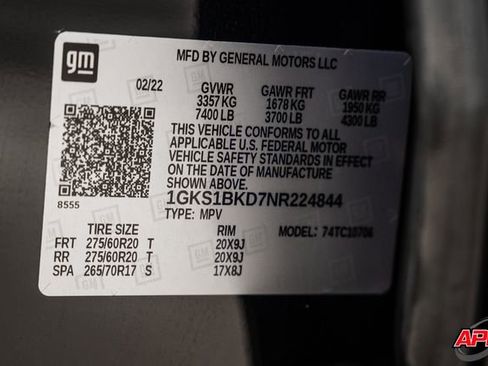 gm
MFD BY GENERAL MOTORS LLC
02/22 GVWR GAWR FRT GAWR RR
3357 KG 1678 KG 1950 KG
7400 LB 3700 LB 4300 LB
THIS VEHICLE CONFORMS TO ALL
APPLICABLE U.S. FEDERAL MOTOR
VEHICLE SAFETY STANDARDS IN EFFECT
ON THE DATE OF MANUFACTURE
SHOWN ABOVE.
8555 1GKS1BKD7NR224844
TYPE: MPV MODEL: 74TC10706
TIRE SIZE RIM
FRT 275/60R20 T 20X9J
RR 275/60R20 T 20X9J
SPA 265/70R17 S 17X8J